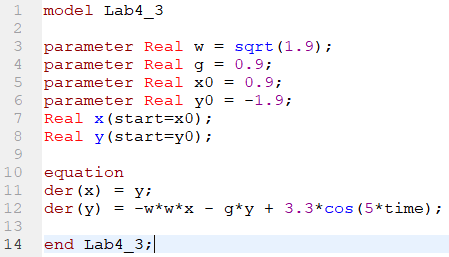 1 model Lab4_3
2
3 parameter Real w = sqrt(1.9);
4 parameter Real g = 0.9;
5 parameter Real x0 = 0.9;
6 parameter Real y0 = -1.9;
7 Real x(start=x0);
8 Real y(start=y0);
9
10 equation
11 der(x) = y;
12 der(y) = -w*w*x - g*y + 3.3*cos(5*time);
13
14 end Lab4_3;